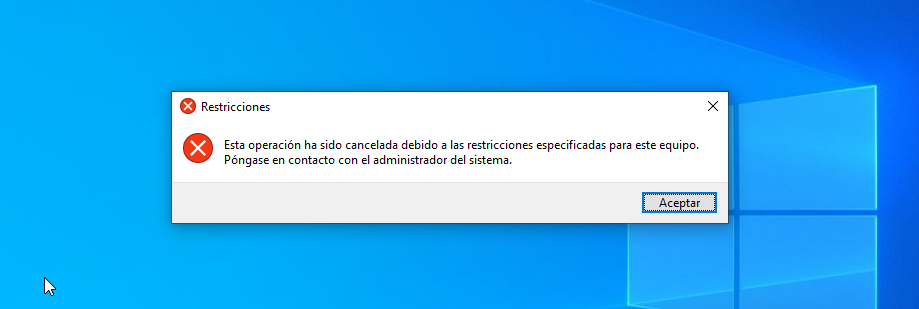 Restricciones
Esta operación ha sido cancelada debido a las restricciones especificadas para este equipo.
Póngase en contacto con el administrador del sistema.
Aceptar